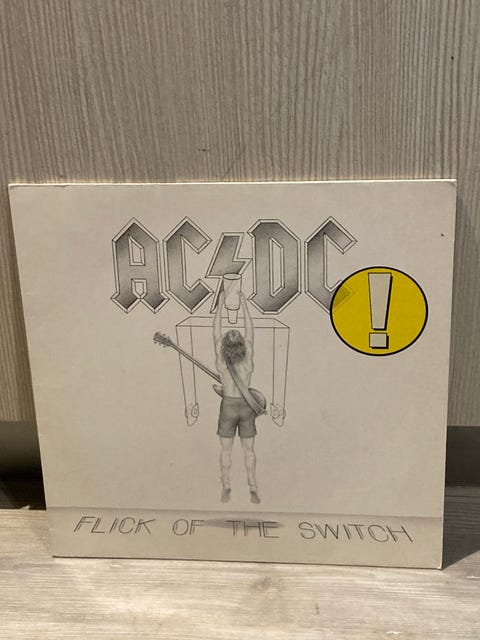 AC⚡DC
!
FLICK OF THE SWITCH